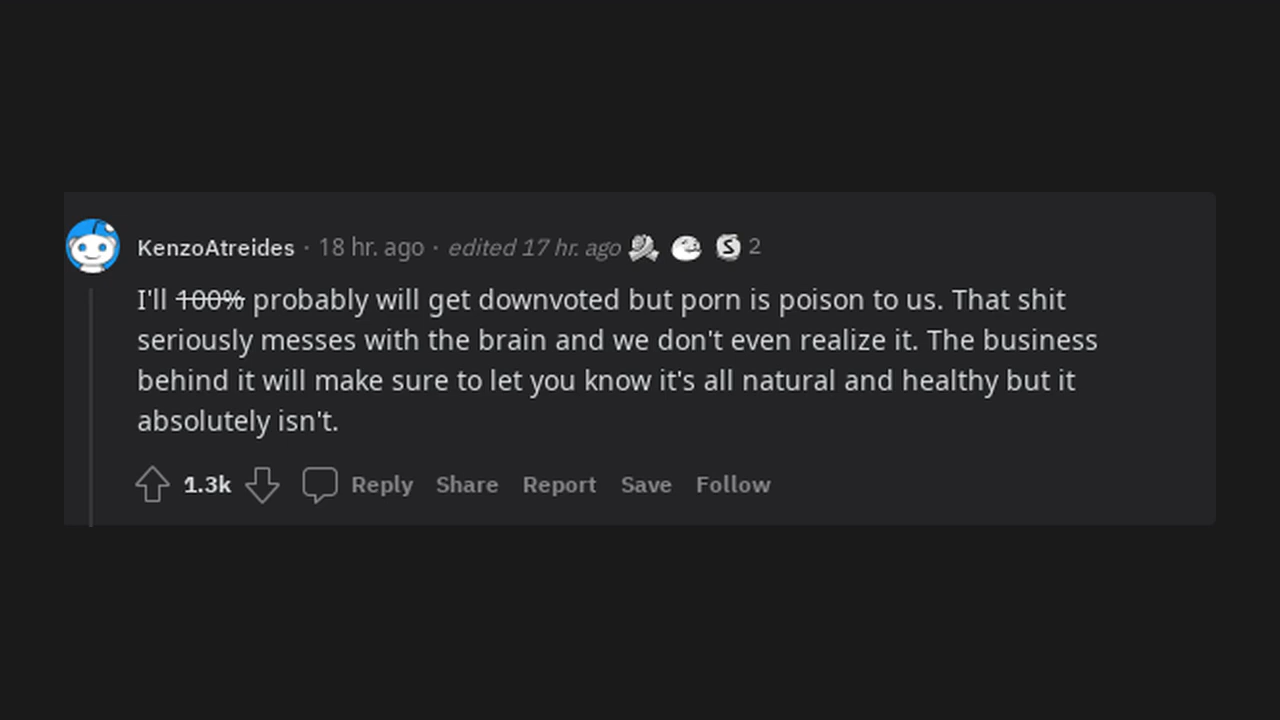 KenzoAtreides · 18 hr. ago · edited 17 hr. ago 2
I'll 100% probably will get downvoted but porn is poison to us. That shit
seriously messes with the brain and we don't even realize it. The business
behind it will make sure to let you know it's all natural and healthy but it
absolutely isn't.
1.3k Reply Share Report Save Follow